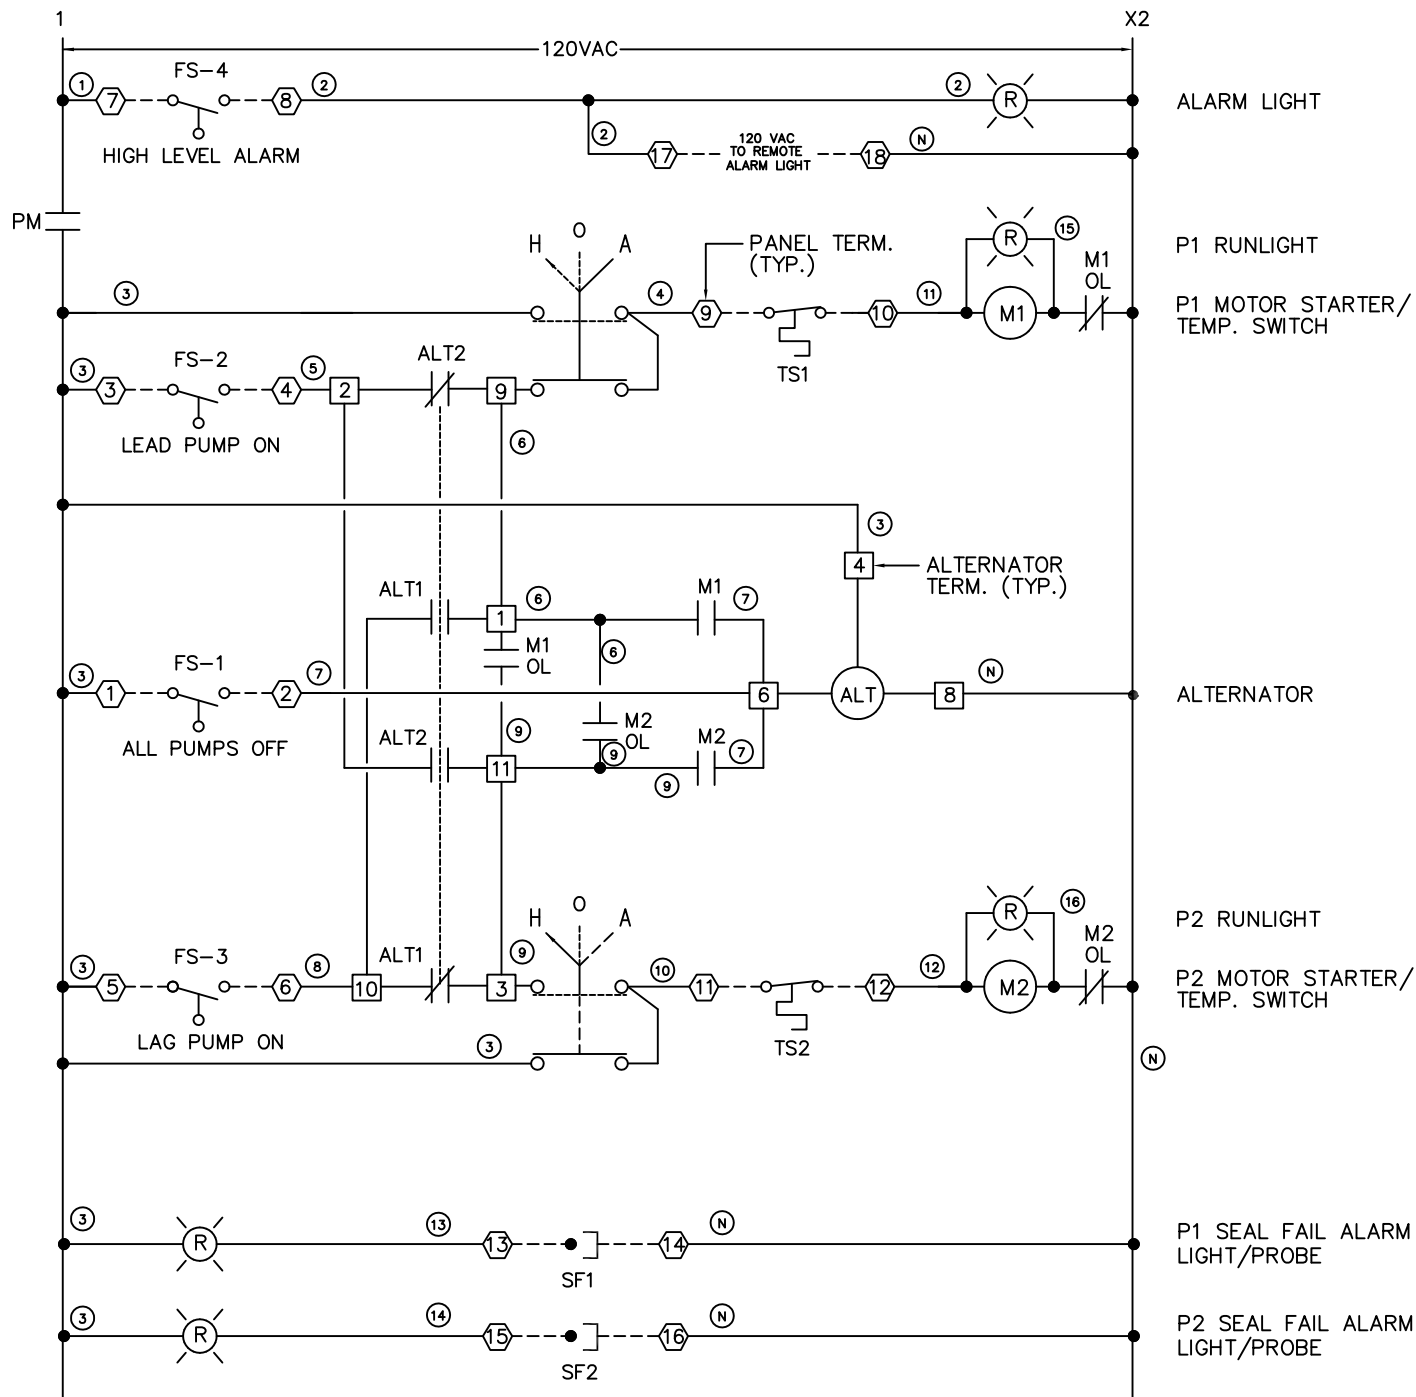 1
X2
120VAC
1
7
FS-4
8
2
2
R
ALARM LIGHT
HIGH LEVEL ALARM
2
17
120 VAC
TO REMOTE
ALARM LIGHT
18
N
PM
H
O
A
PANEL TERM.
(TYP.)
R
15
P1 RUNLIGHT
3
4
9
TS1
10
11
M1
M1
OL
P1 MOTOR STARTER/
TEMP. SWITCH
3
3
FS-2
4
5
2
ALT2
9
LEAD PUMP ON
6
3
4
ALTERNATOR
TERM. (TYP.)
ALT1
1
6
M1
7
M1
OL
6
3
1
FS-1
2
7
6
ALT
8
N
ALTERNATOR
ALL PUMPS OFF
ALT2
9
M2
OL
9
11
9
M2
7
H
O
A
R
16
P2 RUNLIGHT
3
5
FS-3
6
8
10
ALT1
3
9
10
11
TS2
12
12
M2
M2
OL
P2 MOTOR STARTER/
TEMP. SWITCH
LAG PUMP ON
3
N
3
R
13
13
SF1
14
N
P1 SEAL FAIL ALARM
LIGHT/PROBE
3
R
14
15
SF2
16
N
P2 SEAL FAIL ALARM
LIGHT/PROBE